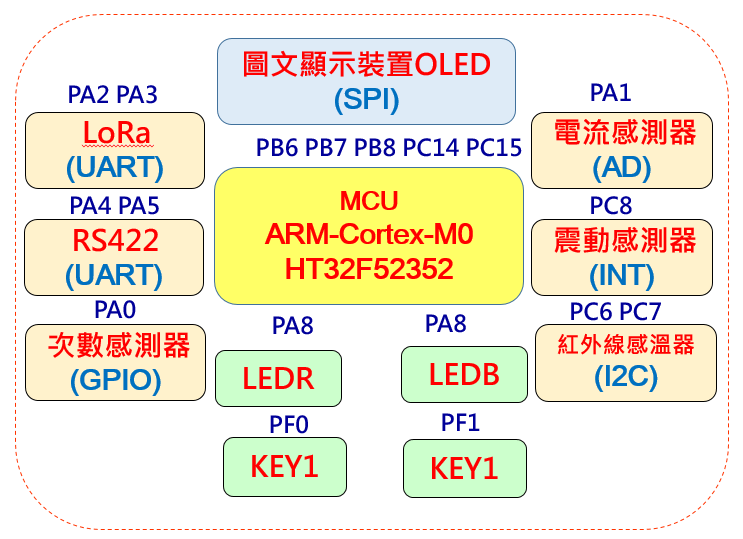 圖文顯示裝置OLED
(SPI)
PA2 PA3
LoRa
(UART)
PA1
電流感測器
(AD)
PB6 PB7 PB8 PC14 PC15
MCU
ARM-Cortex-M0
HT32F52352
PA4 PA5
RS422
(UART)
PC8
震動感測器
(INT)
PA0
次數感測器
(GPIO)
PC6 PC7
紅外線感溫器
(I2C)
PA8
LEDR
PA8
LEDB
PF0
KEY1
PF1
KEY1